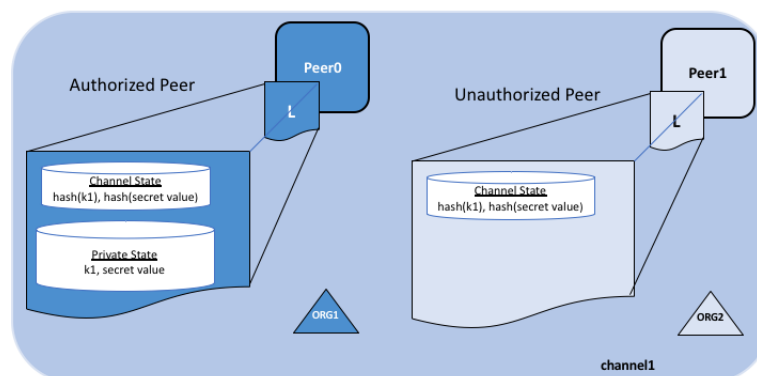 Peer0
Authorized Peer
L
Channel State
hash(k1), hash(secret value)
Private State
k1, secret value
ORG1
Peer1
Unauthorized Peer
L
Channel State
hash(k1), hash(secret value)
ORG2
channel1